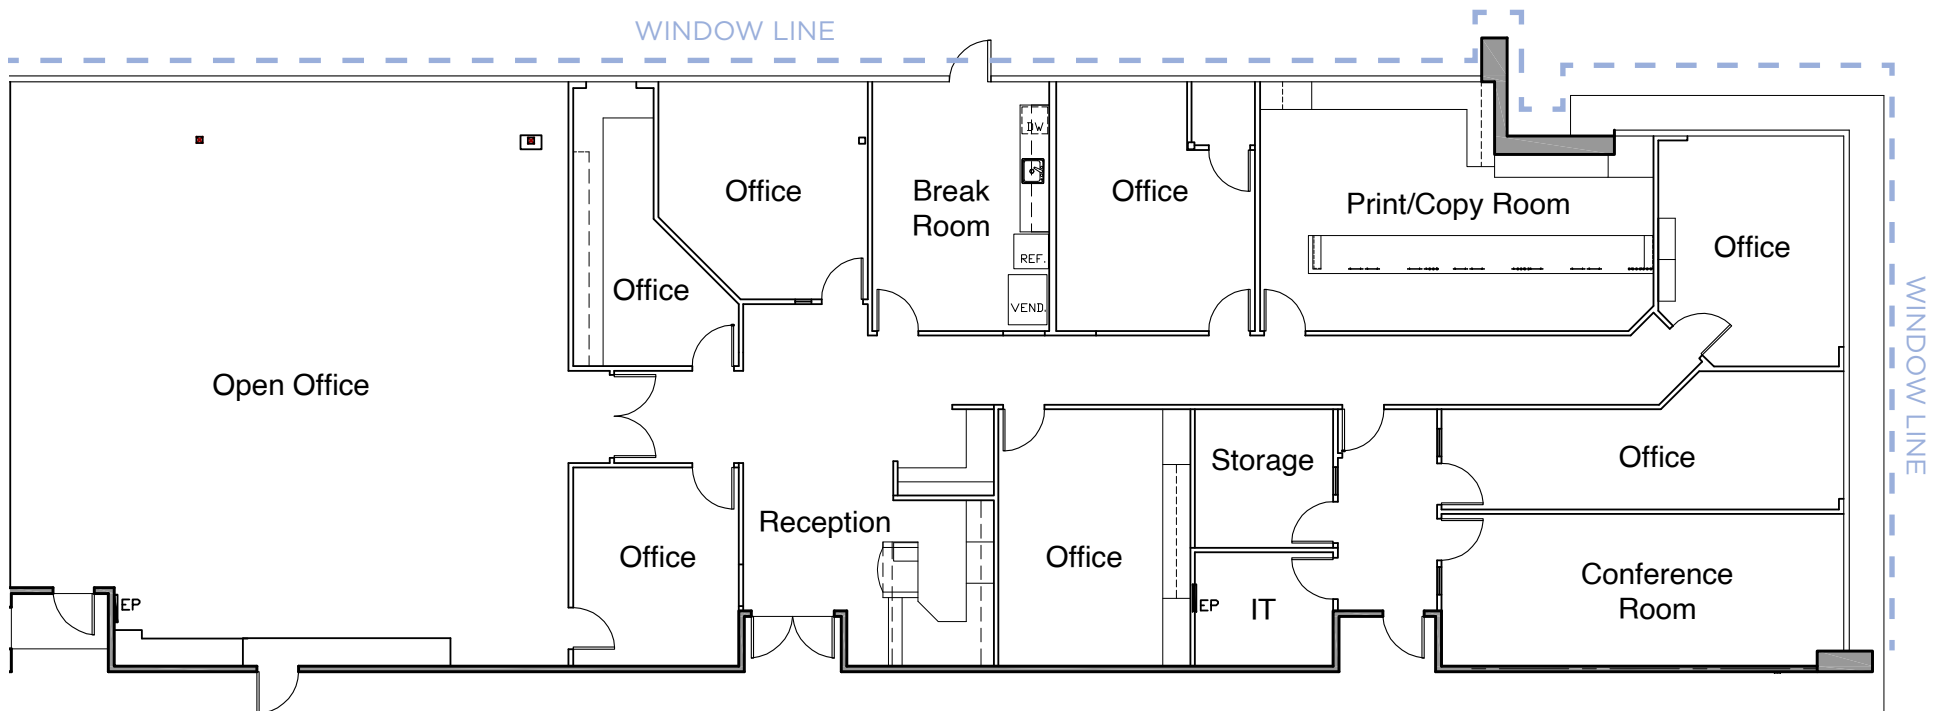 WINDOW LINE
DW
Office
Break
Room
Office
Print/Copy Room
Office
REF.
Office
VEND.
WINDOW LINE
Open Office
Storage
Office
Reception
Office
Office
Conference
Room
EP
EP
IT